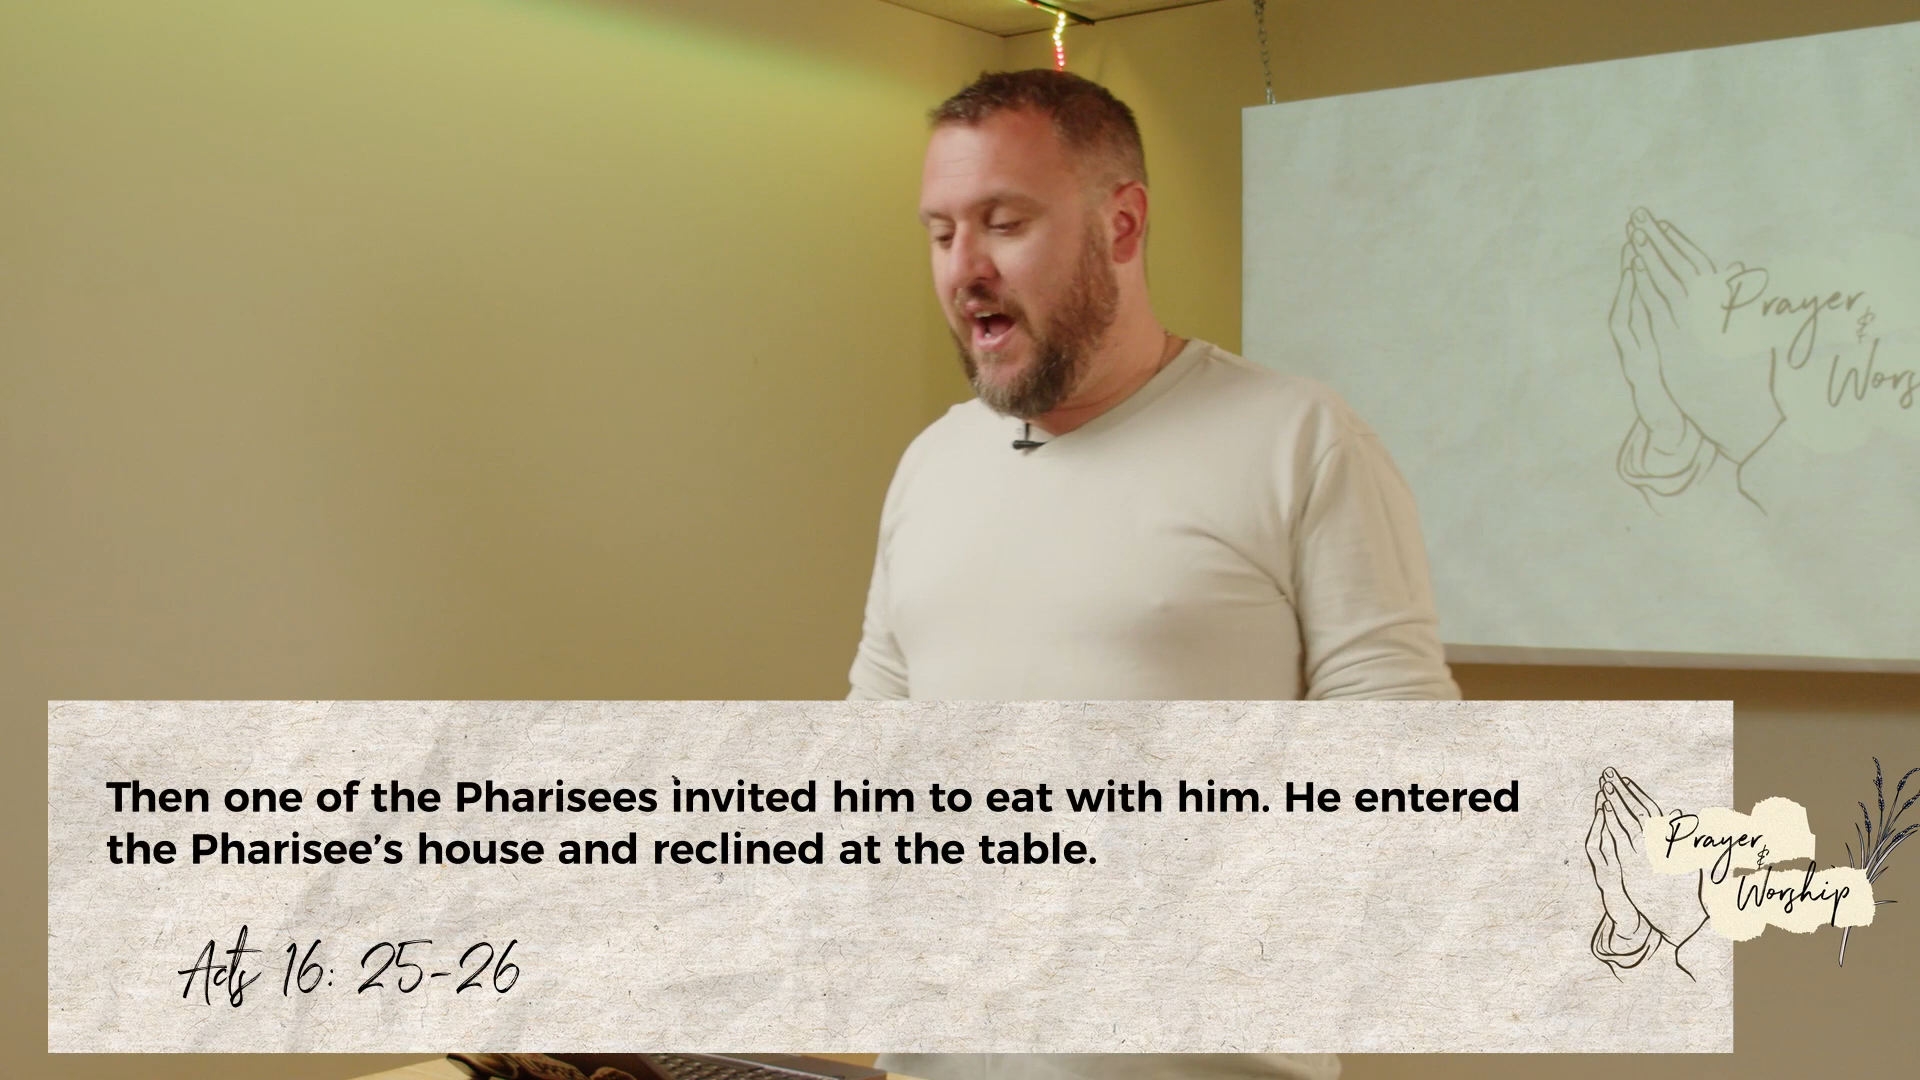 Prayer
&
Wors
Then one of the Pharisees invited him to eat with him. He entered
the Pharisee’s house and reclined at the table.
Acts 16: 25-26
Prayer
&
Worship